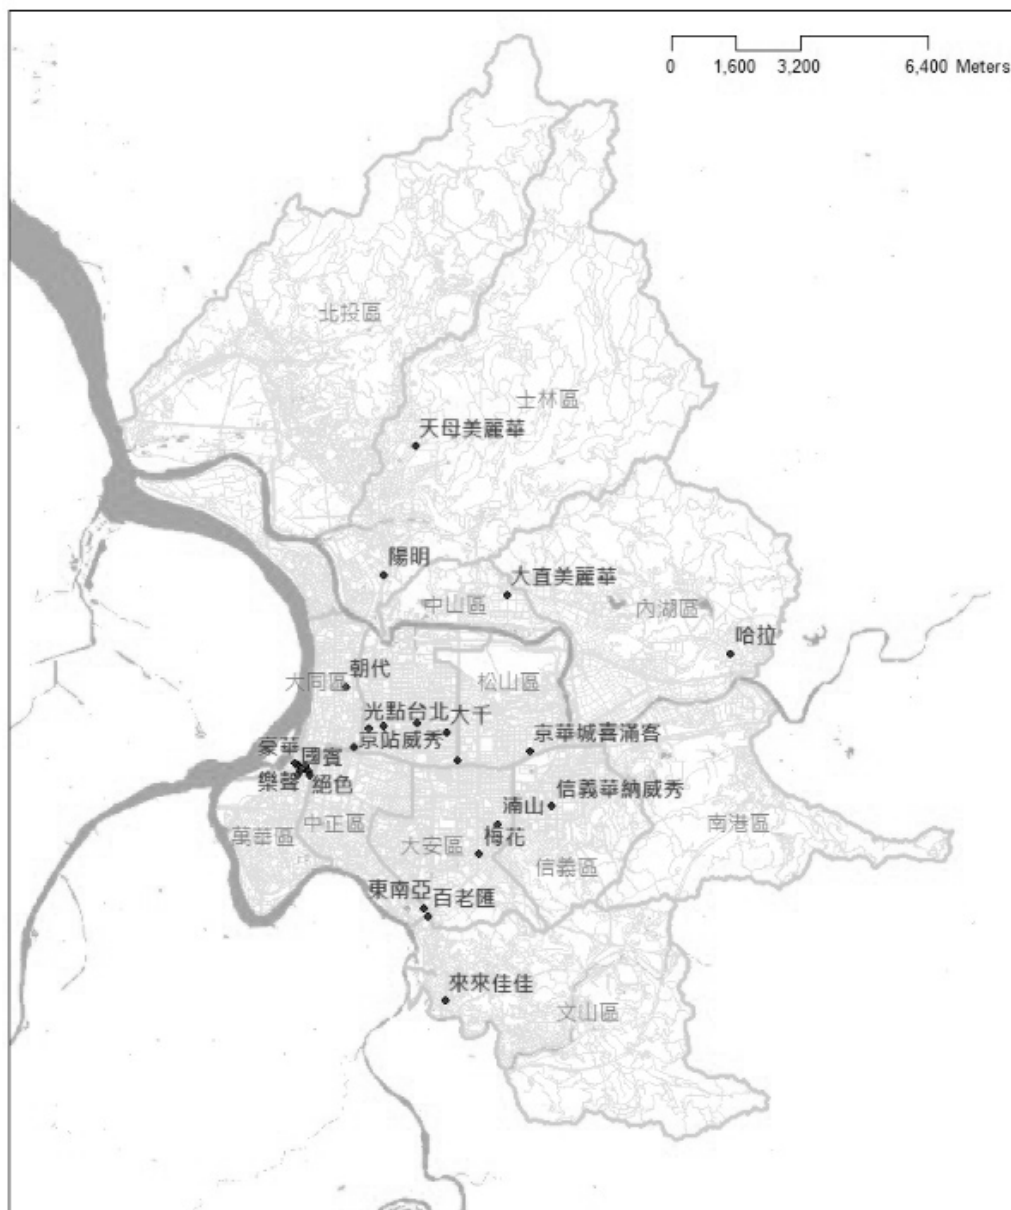 0 1,600 3,200 6,400 Meters
北投區
士林區
天母美麗華
陽明
大直美麗華
中山區
內湖區
哈拉
朝代
大同區
松山區
光點台北
大千
京站威秀
京華城喜滿客
豪華
國賓
樂聲
絕色
信義華納威秀
湳山
萬華區
中正區
大安區
梅花
信義區
南港區
東南亞
百老匯
來來佳佳
文山區